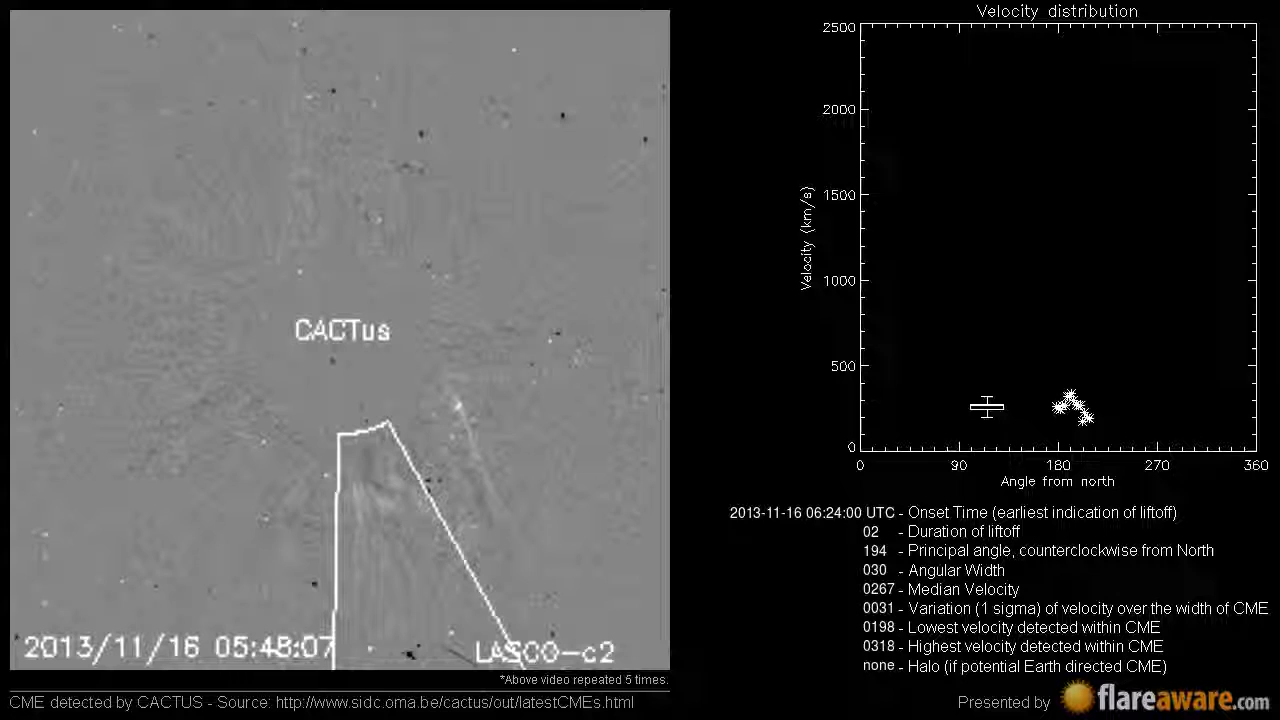 Velocity distribution
2500
2000
1500
1000
500
0
Velocity (km/s)
0 90 180 270 360
Angle from north
CACTus
2013/11/16 05:48:07
LASCO-c2
*Above video repeated 5 times.
CME detected by CACTUS - Source: http://www.sidc.oma.be/cactus/out/latestCMEs.html
2013-11-16 06:24:00 UTC - Onset Time (earliest indication of liftoff)
02 - Duration of liftoff
194 - Principal angle, counterclockwise from North
030 - Angular Width
0267 - Median Velocity
0031 - Variation (1 sigma) of velocity over the width of CME
0198 - Lowest velocity detected within CME
0318 - Highest velocity detected within CME
none - Halo (if potential Earth directed CME)
Presented by flareaware.com